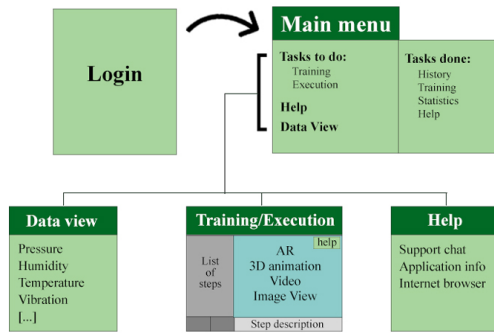 Login
Main menu
Tasks to do:
Training
Execution
Help
Data View
Tasks done:
History
Training
Statistics
Help
Data view
Pressure
Humidity
Temperature
Vibration
[...]
Training/Execution
List
of
steps
help
AR
3D animation
Video
Image View
Step description
Help
Support chat
Application info
Internet browser